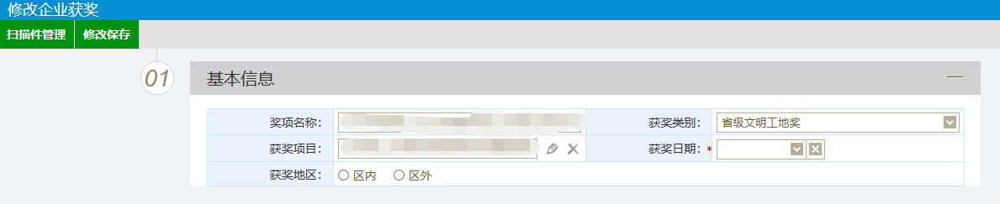 修改企业获奖
扫描件管理 修改保存
01 基本信息
奖项名称： 获奖类别： 省级文明工地奖
获奖项目： 获奖日期：*
获奖地区： 区内 区外